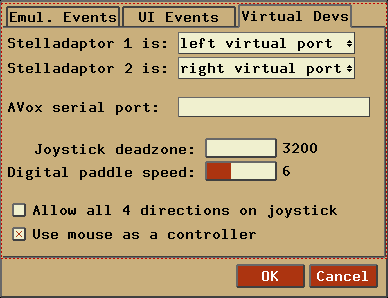 Emul. Events UI Events Virtual Devs
Stelladaptor 1 is: left virtual port
Stelladaptor 2 is: right virtual port
AVox serial port:
Joystick deadzone: 3200
Digital paddle speed: 6
Allow all 4 directions on joystick
Use mouse as a controller
OK Cancel